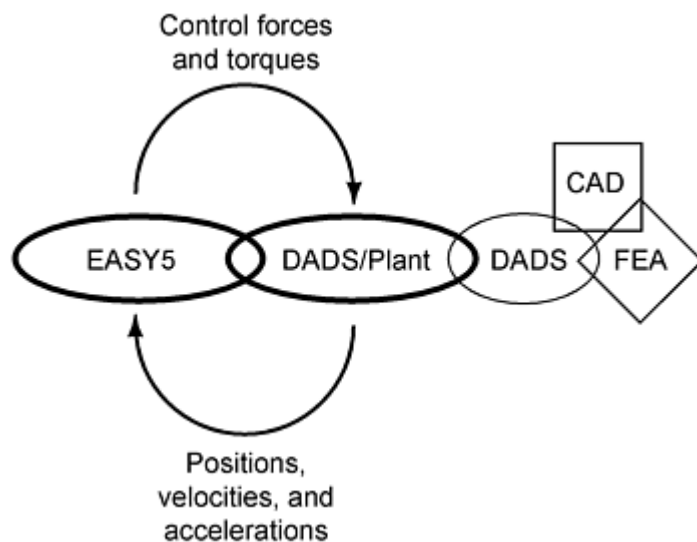 Control forces
and torques
EASY5
DADS/Plant
DADS
CAD
FEA
Positions,
velocities, and
accelerations